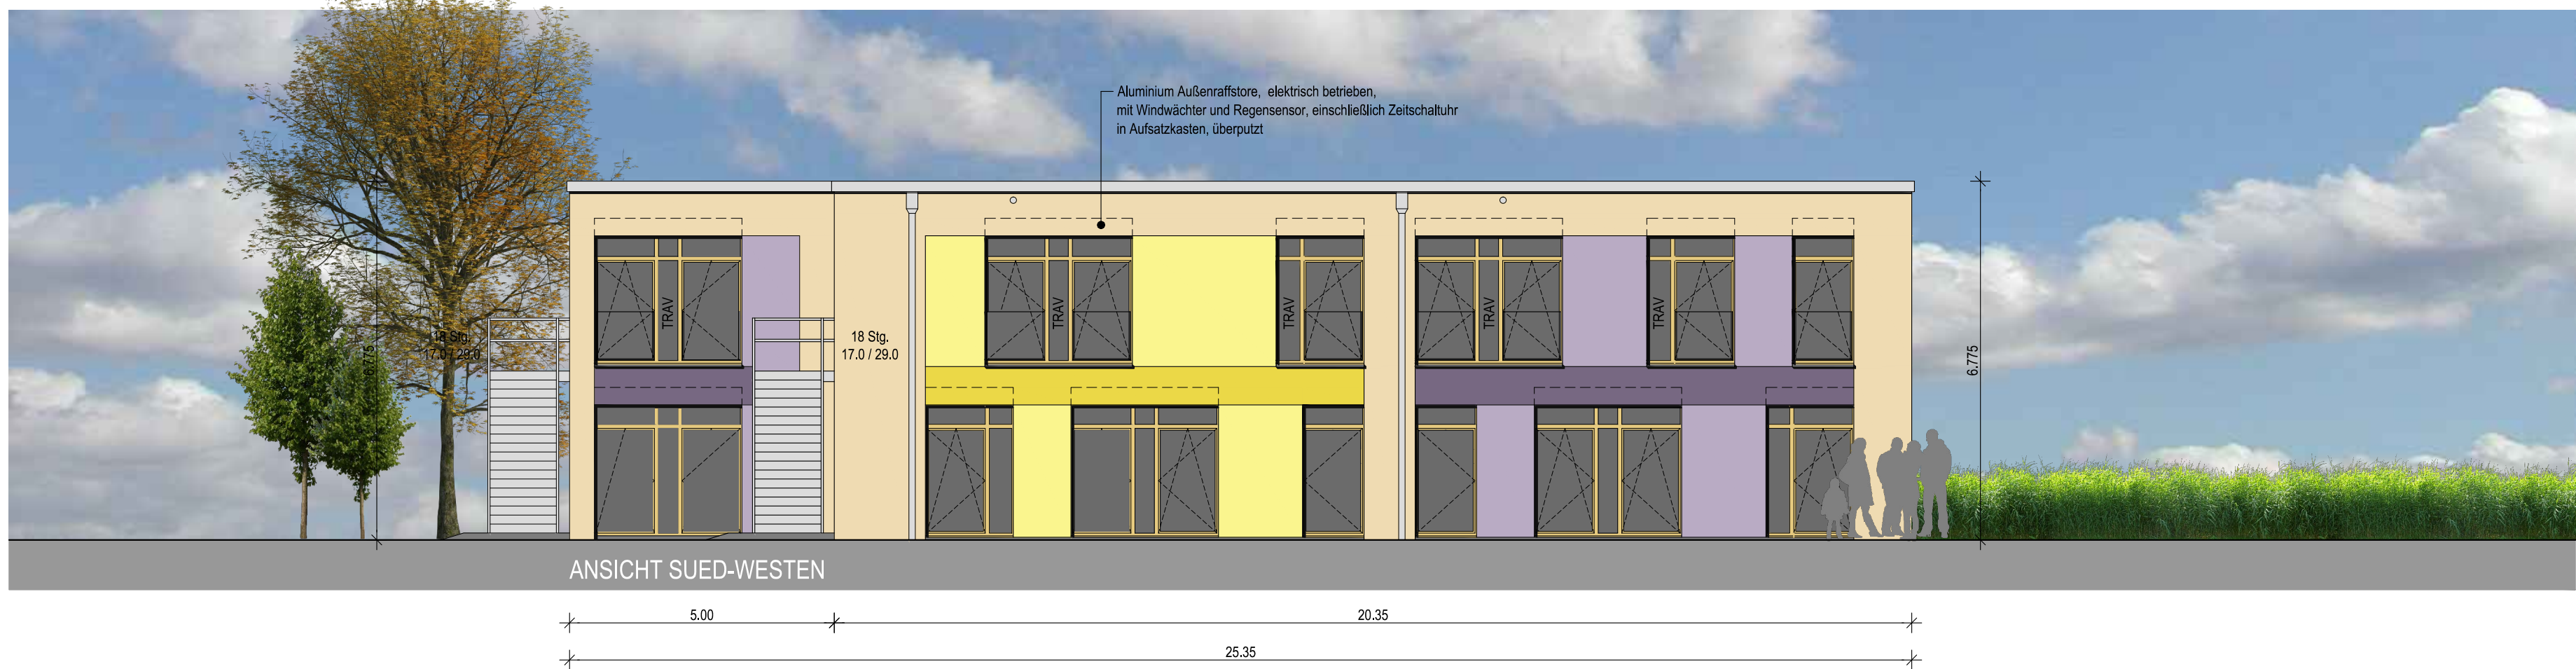 Aluminium Außenraffstore, elektrisch betrieben,
mit Windwächter und Regensensor, einschließlich Zeitschaltuhr
in Aufsatzkasten, überputzt
TRAV
TRAV
TRAV
TRAV
TRAV
18 Stg.
17.0 / 29.0
6.775
18 Stg.
17.0 / 29.0
6.775
ANSICHT SUED-WESTEN
5.00
20.35
25.35